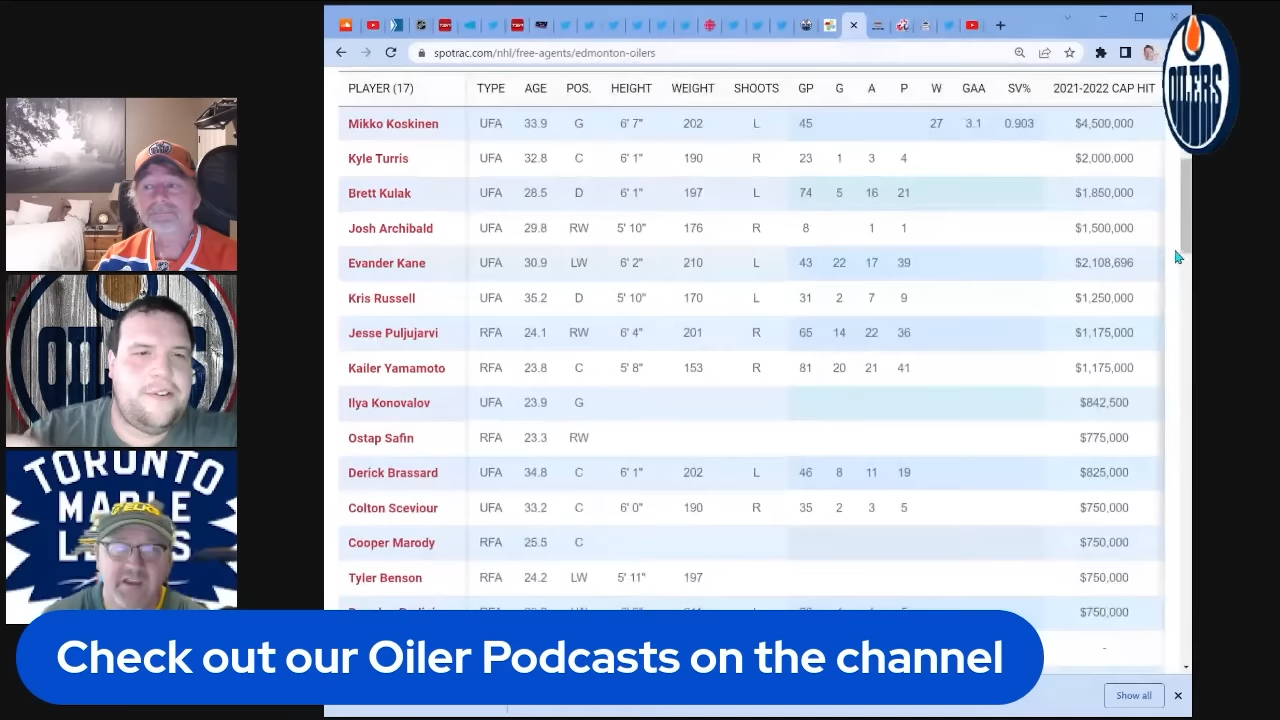 spotrac.com/nhl/free-agents/edmonton-oilers
PLAYER (17) TYPE AGE POS. HEIGHT WEIGHT SHOOTS GP G A P W GAA SV% 2021-2022 CAP HIT
Mikko Koskinen UFA 33.9 G 6' 7" 202 L 45 27 3.1 0.903 $4,500,000
Kyle Turris UFA 32.8 C 6' 1" 190 R 23 1 3 4 $2,000,000
Brett Kulak UFA 28.5 D 6' 1" 197 L 74 5 16 21 $1,850,000
Josh Archibald UFA 29.8 RW 5' 10" 176 R 8 1 1 $1,500,000
Evander Kane UFA 30.9 LW 6' 2" 210 L 43 22 17 39 $2,108,696
Kris Russell UFA 35.2 D 5' 10" 170 L 31 2 7 9 $1,250,000
Jesse Puljujarvi RFA 24.1 RW 6' 4" 201 R 65 14 22 36 $1,175,000
Kailer Yamamoto RFA 23.8 C 5' 8" 153 R 81 20 21 41 $1,175,000
Ilya Konovalov UFA 23.9 G $842,500
Ostap Safin RFA 23.3 RW $775,000
Derick Brassard UFA 34.8 C 6' 1" 202 L 46 8 11 19 $825,000
Colton Sceviour UFA 33.2 C 6' 0" 190 R 35 2 3 5 $750,000
Cooper Marody RFA 25.5 C $750,000
Tyler Benson RFA 24.2 LW 5' 11" 197 $750,000
$750,000
-
Show all
OILERS
OILERS
TORONTO
MAPLE
LEAFS
ELKS
Check out our Oiler Podcasts on the channel